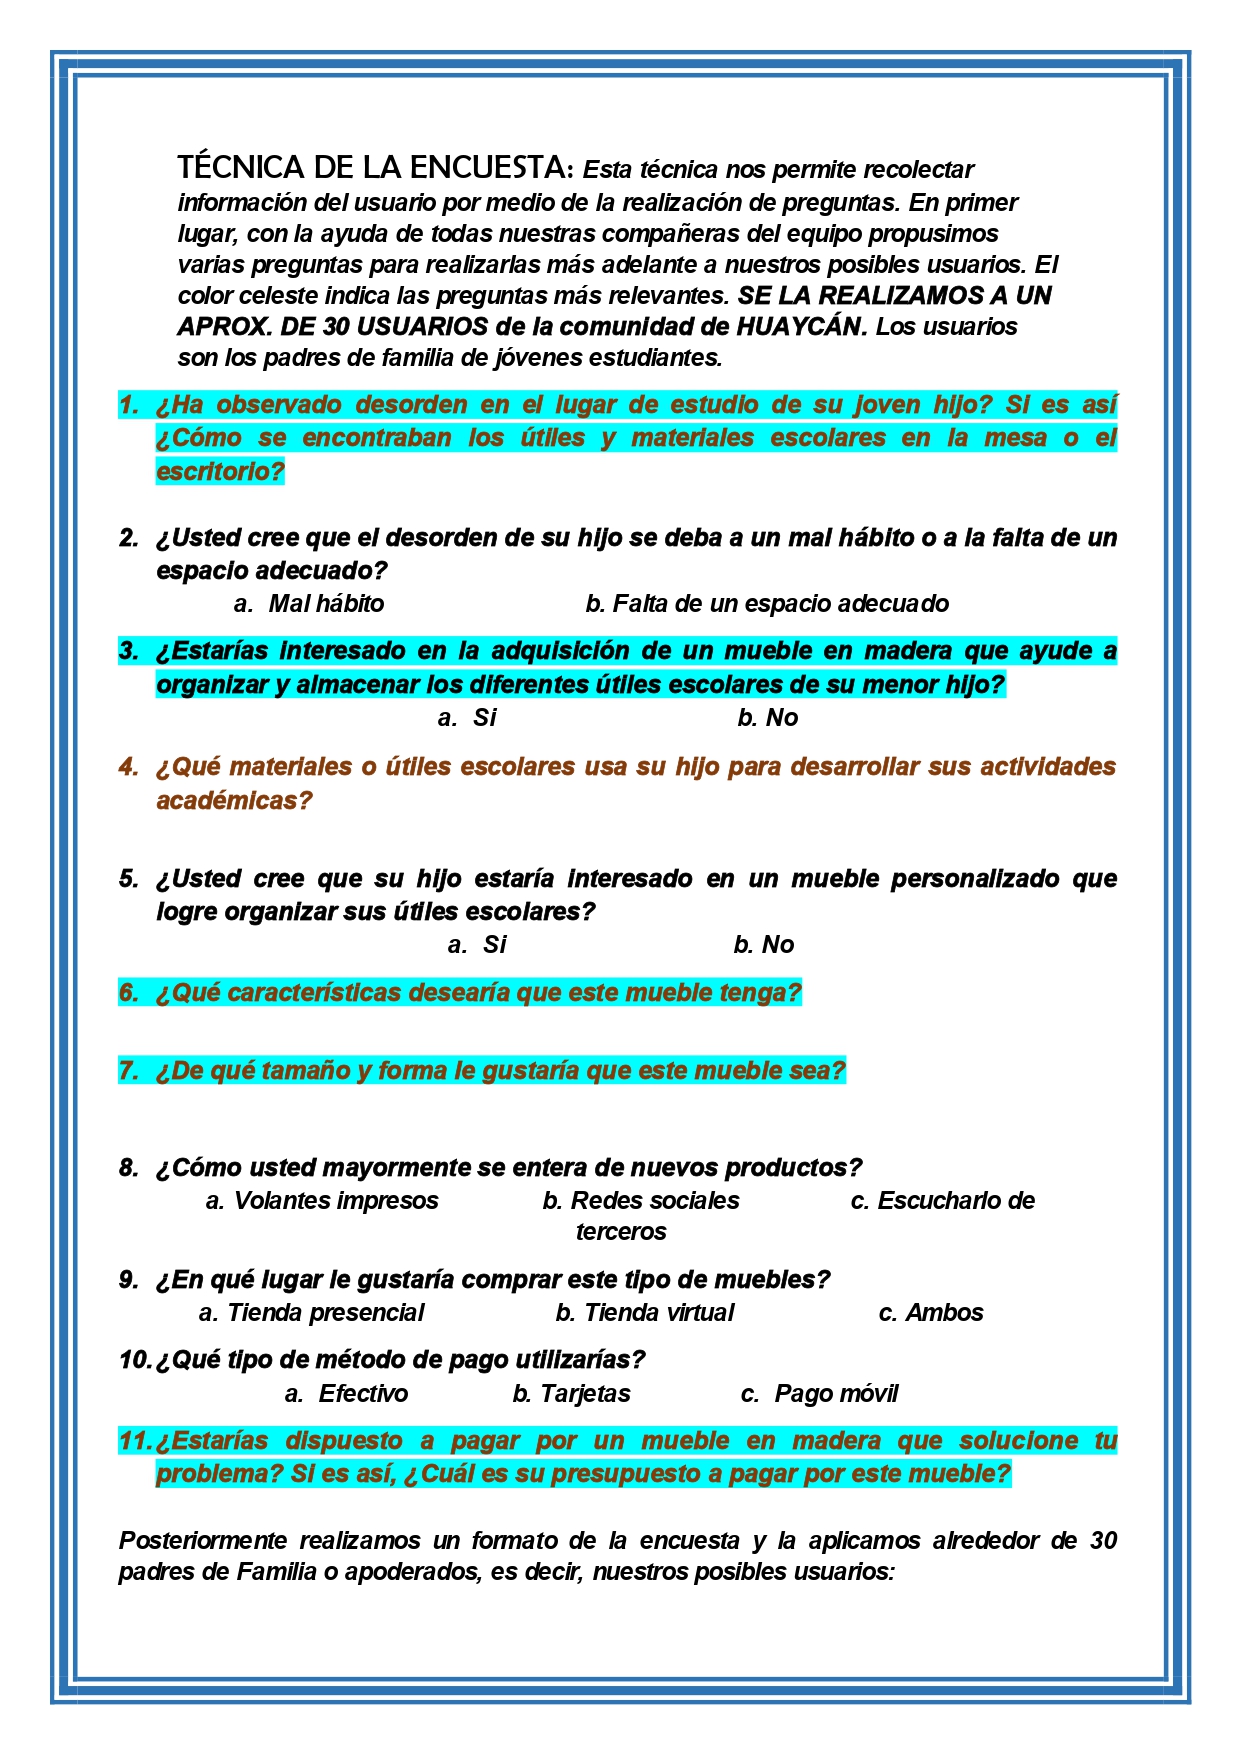 TÉCNICA DE LA ENCUESTA: Esta técnica nos permite recolectar
información del usuario por medio de la realización de preguntas. En primer
lugar, con la ayuda de todas nuestras compañeras del equipo propusimos
varias preguntas para realizarlas más adelante a nuestros posibles usuarios. El
color celeste indica las preguntas más relevantes. SE LA REALIZAMOS A UN
APROX. DE 30 USUARIOS de la comunidad de HUAYCÁN. Los usuarios
son los padres de familia de jóvenes estudiantes.
1. ¿Ha observado desorden en el lugar de estudio de su joven hijo? Si es así
¿Cómo se encontraban los útiles y materiales escolares en la mesa o el
escritorio?
2. ¿Usted cree que el desorden de su hijo se deba a un mal hábito o a la falta de un
espacio adecuado?
a. Mal hábito b. Falta de un espacio adecuado
3. ¿Estarías interesado en la adquisición de un mueble en madera que ayude a
organizar y almacenar los diferentes útiles escolares de su menor hijo?
a. Si b. No
4. ¿Qué materiales o útiles escolares usa su hijo para desarrollar sus actividades
académicas?
5. ¿Usted cree que su hijo estaría interesado en un mueble personalizado que
logre organizar sus útiles escolares?
a. Si b. No
6. ¿Qué características desearía que este mueble tenga?
7. ¿De qué tamaño y forma le gustaría que este mueble sea?
8. ¿Cómo usted mayormente se entera de nuevos productos?
a. Volantes impresos b. Redes sociales c. Escucharlo de
terceros
9. ¿En qué lugar le gustaría comprar este tipo de muebles?
a. Tienda presencial b. Tienda virtual c. Ambos
10. ¿Qué tipo de método de pago utilizarías?
a. Efectivo b. Tarjetas c. Pago móvil
11. ¿Estarías dispuesto a pagar por un mueble en madera que solucione tu
problema? Si es así, ¿Cuál es su presupuesto a pagar por este mueble?
Posteriormente realizamos un formato de la encuesta y la aplicamos alrededor de 30
padres de Familia o apoderados, es decir, nuestros posibles usuarios: